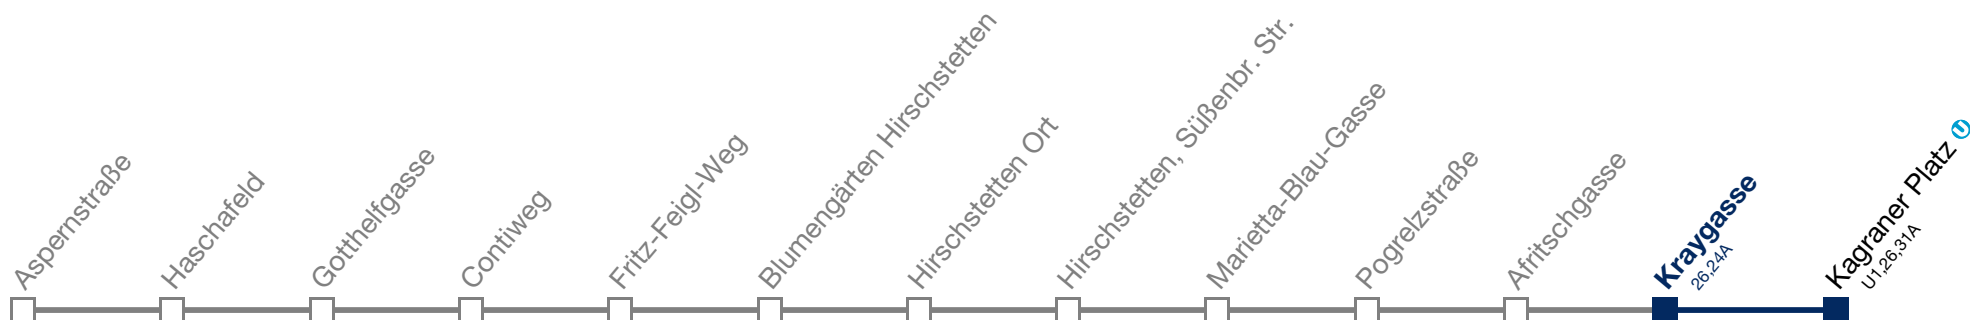 Aspernstraße
Haschafeld
Gotthelfgasse
Contiweg
Fritz-Feigl-Weg
Blumengärten Hirschstetten
Hirschstetten Ort
Hirschstetten, Süßenbr. Str.
Marietta-Blau-Gasse
Pogrelzstraße
Afritschgasse
Kraygasse
26,24A
Kagraner Platz
U1,26,31A